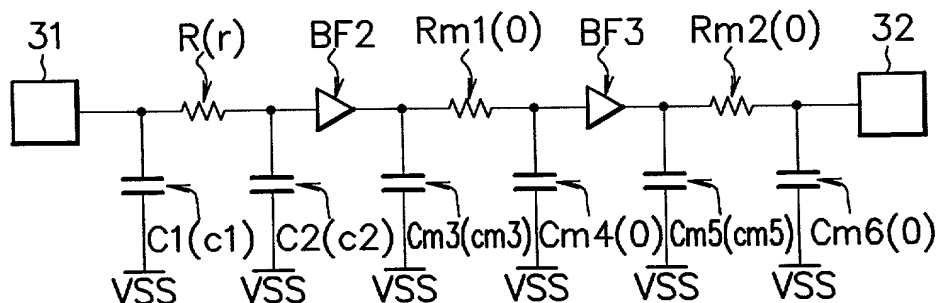 31 R(r) BF2 Rm1(0) BF3 Rm2(0) 32
C1(c1) C2(c2) Cm3(cm3) Cm4(0) Cm5(cm5) Cm6(0)
VSS VSS VSS VSS VSS VSS